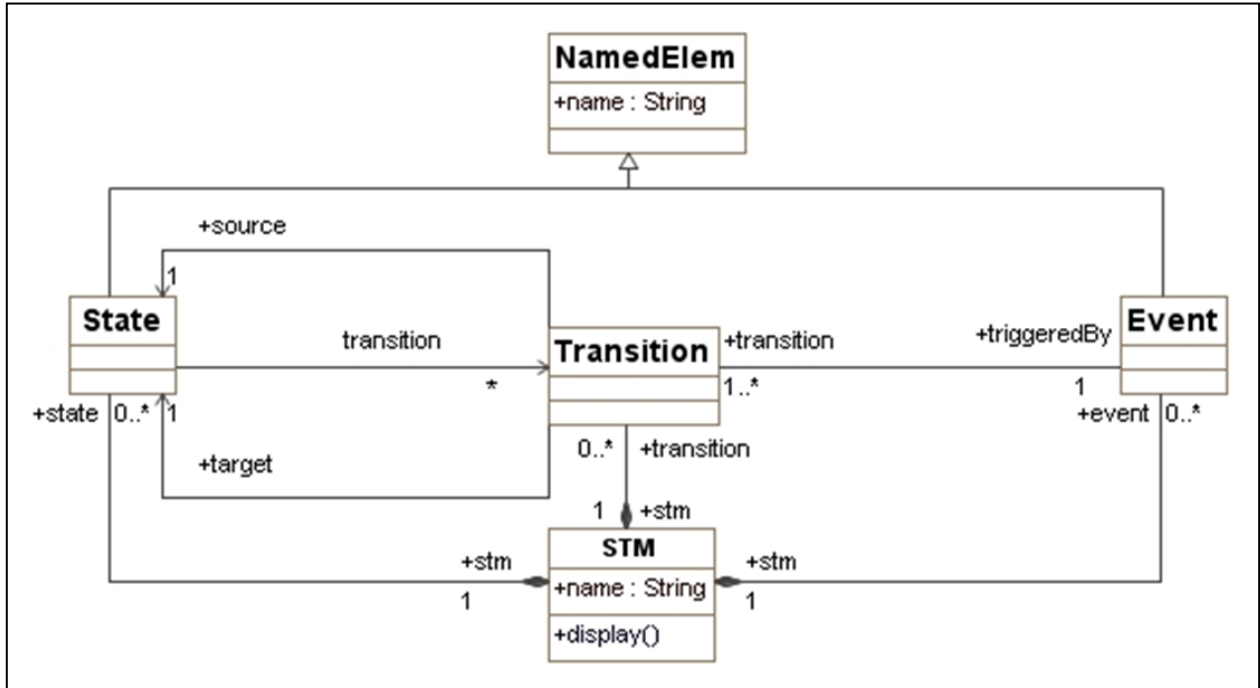 NamedElem
+name : String
+source
1
State
transition
*
Transition
+transition
1..*
+triggeredBy
1
Event
+state
0..*
1
+event
0..*
+target
0..*
+transition
1
+stm
STM
+name : String
+display()
+stm
1
+stm
1